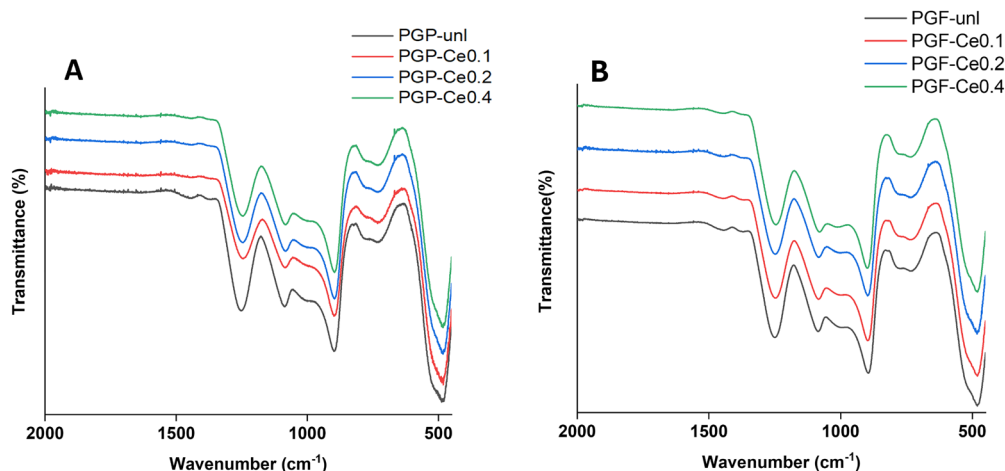 A
PGP-unl
PGP-Ce0.1
PGP-Ce0.2
PGP-Ce0.4
Transmittance (%)
2000 1500 1000 500
Wavenumber (cm⁻¹)
B
PGF-unl
PGF-Ce0.1
PGF-Ce0.2
PGF-Ce0.4
Transmittance(%)
2000 1500 1000 500
Wavenumber (cm⁻¹)